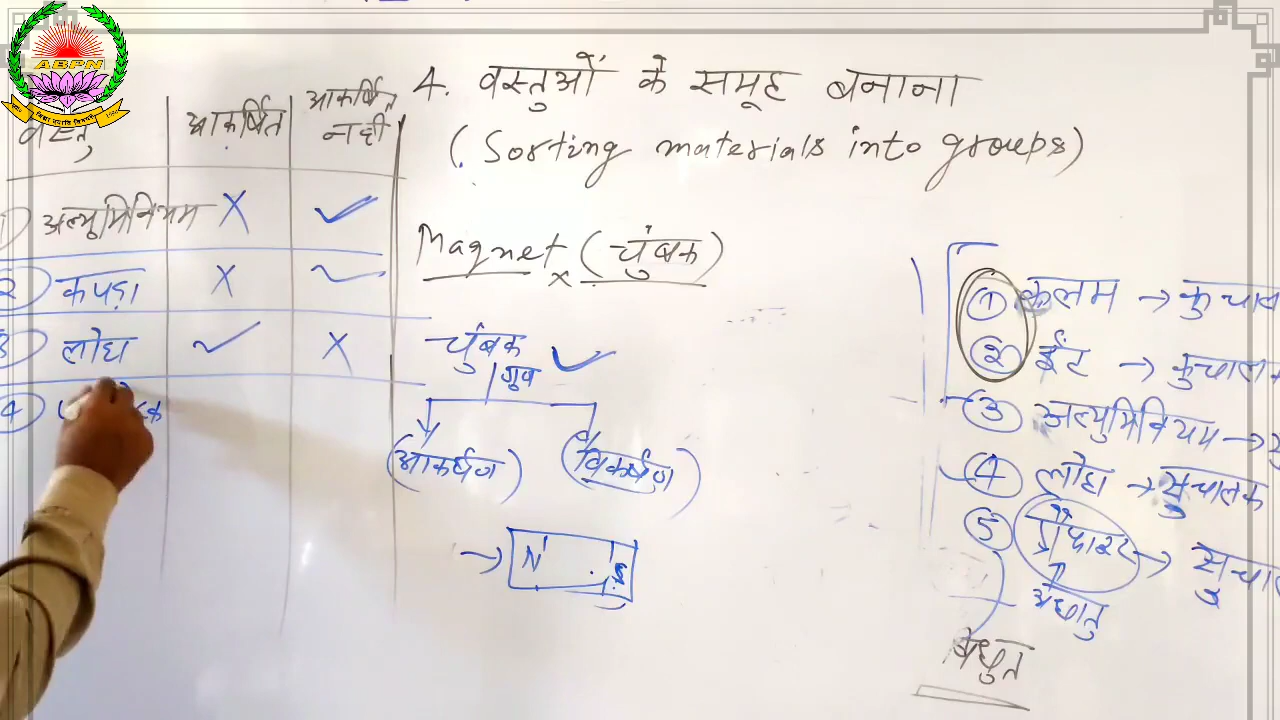 4. वस्तुओं के समूह बनाना
(Sorting materials into groups)
वस्तु आकर्षित आकर्षित नहीं
1 अल्युमिनियम X ✓
2 कपड़ा X ✓
3 लोहा ✓ X
4
Magnet × (चुंबक)
चुंबक ✓
गुण
(आकर्षण) (विकर्षण)
→ N S
1 कलम → कुचाल
2 ईंट → कुचालक
3 अल्युमिनियम → सु
4 लोहा → सुचालक
5 ग्रेफाइट → सुचाल
अधातु
विधुत
ABPN